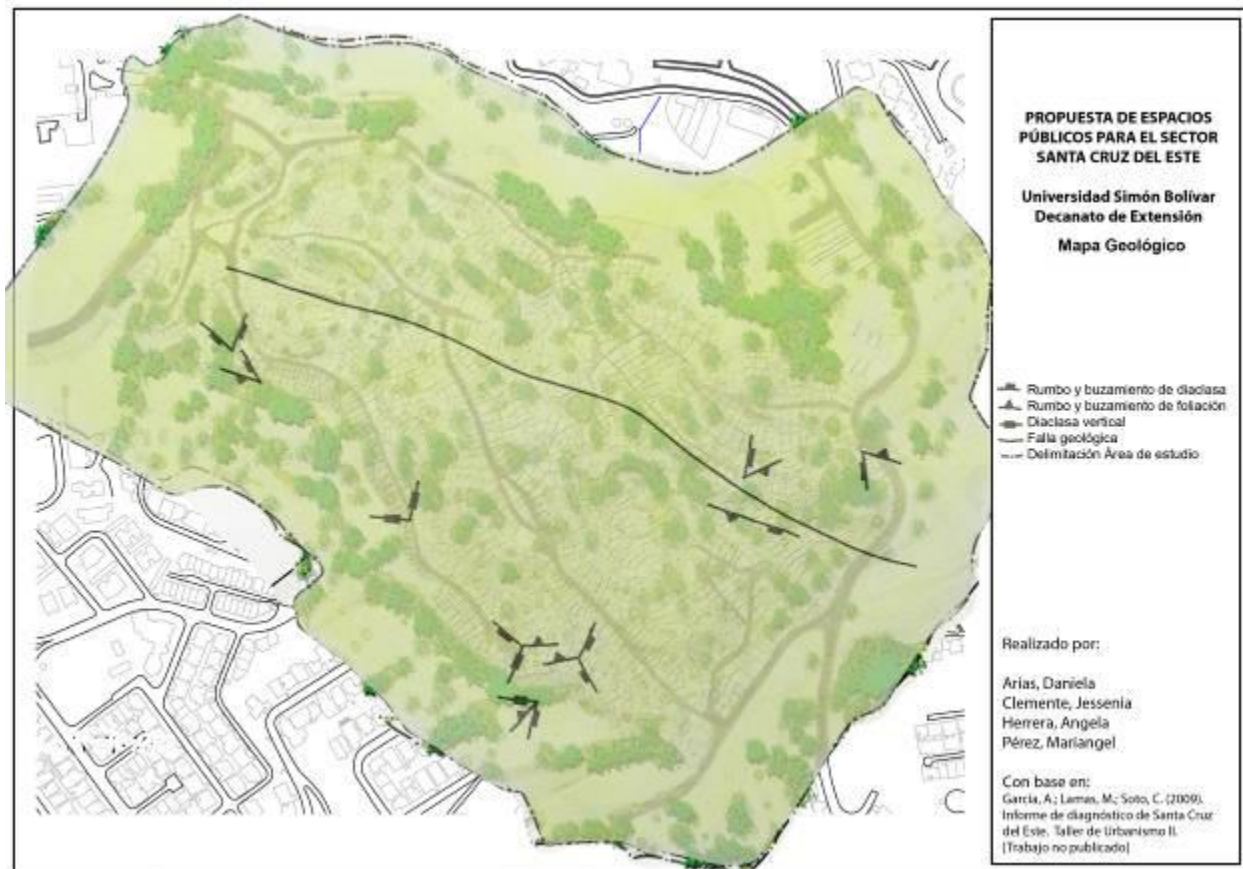 PROPUESTA DE ESPACIOS
PÚBLICOS PARA EL SECTOR
SANTA CRUZ DEL ESTE
Universidad Simón Bolívar
Decanato de Extensión
Mapa Geológico
Rumbo y buzamiento de diaclasa
Rumbo y buzamiento de foliación
Diaclasa vertical
Falla geológica
Delimitación Área de estudio
Realizado por:
Arias, Daniela
Clemente, Jessenia
Herrera, Angela
Pérez, Mariangel
Con base en:
García, A.; Lamas, M.; Soto, C. (2009).
Informe de diagnóstico de Santa Cruz
del Este. Taller de Urbanismo II.
[Trabajo no publicado]